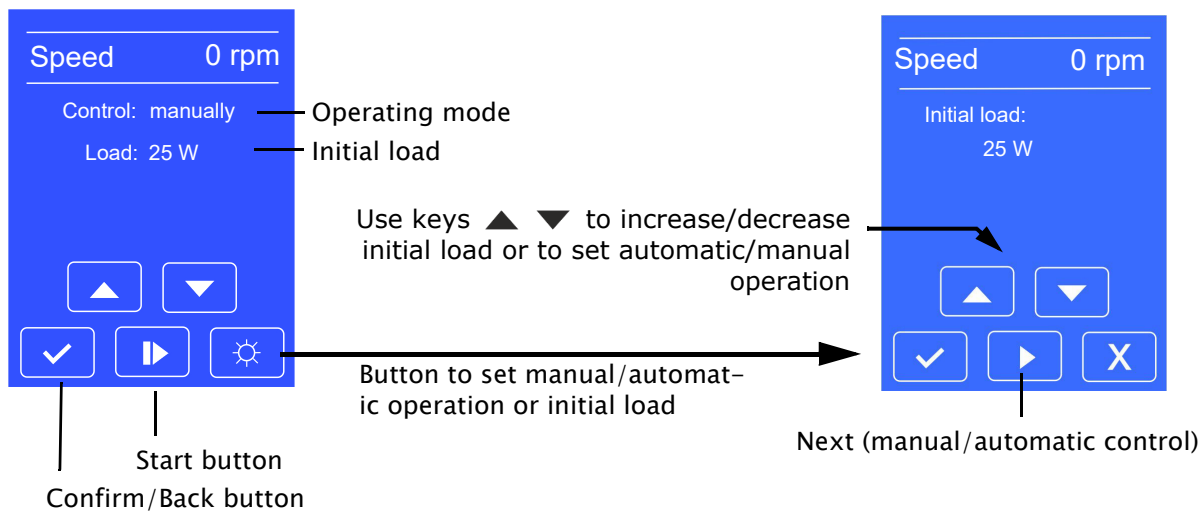 Speed 0 rpm
Control: manually
Load: 25 W
Operating mode
Initial load
Speed 0 rpm
Initial load:
25 W
Use keys ▲ ▼ to increase/decrease
initial load or to set automatic/manual
operation
X
Button to set manual/automat-
ic operation or initial load
Next (manual/automatic control)
Start button
Confirm/Back button